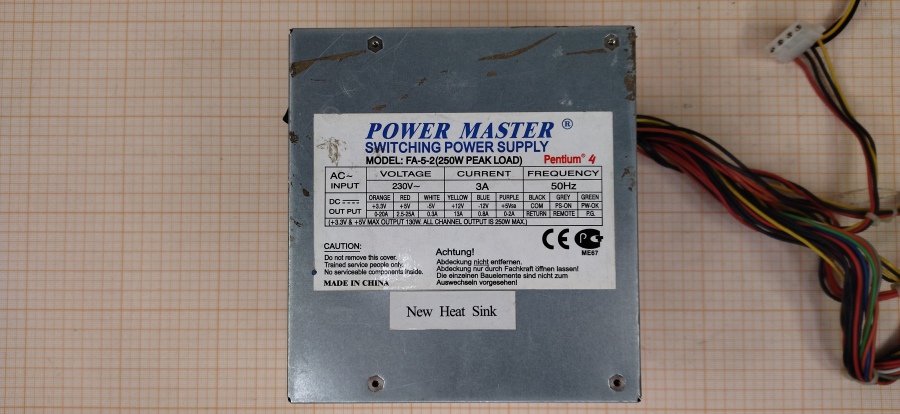 POWER MASTER ®
SWITCHING POWER SUPPLY
MODEL: FA-5-2(250W PEAK LOAD) Pentium® 4
AC~ INPUT VOLTAGE CURRENT FREQUENCY
230V~ 3A 50Hz
DC OUTPUT ORANGE RED WHITE YELLOW BLUE PURPLE BLACK GREY GREEN
+3.3V +5V -5V +12V -12V +5Vsb COM PS-ON PW-OK
0-20A 2.5-25A 0.3A 13A 0.8A 0-2A RETURN REMOTE P.G.
(+3.3V & +5V MAX OUTPUT 130W. ALL CHANNEL OUTPUT IS 250W MAX.)
CE PG
ME67
CAUTION:
Do not remove this cover.
Trained service people only.
No serviceable components inside.
MADE IN CHINA
Achtung!
Abdeckung nicht entfernen.
Abdeckung nur durch Fachkraft öffnen lassen!
Die einzelnen Bauelemente sind nicht zum
Auswechseln vorgesehen!
New Heat Sink